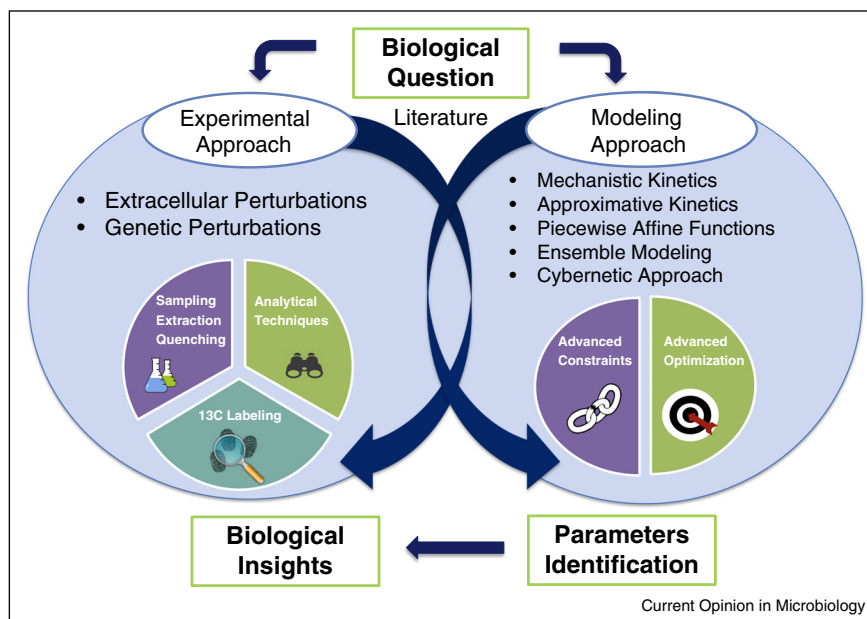 Biological
Question
Experimental
Approach
Literature
Modeling
Approach
• Extracellular Perturbations
• Genetic Perturbations
• Mechanistic Kinetics
• Approximative Kinetics
• Piecewise Affine Functions
• Ensemble Modeling
• Cybernetic Approach
Sampling
Extraction
Quenching
Analytical
Techniques
13C Labeling
Advanced
Constraints
Advanced
Optimization
Biological
Insights
Parameters
Identification
Current Opinion in Microbiology